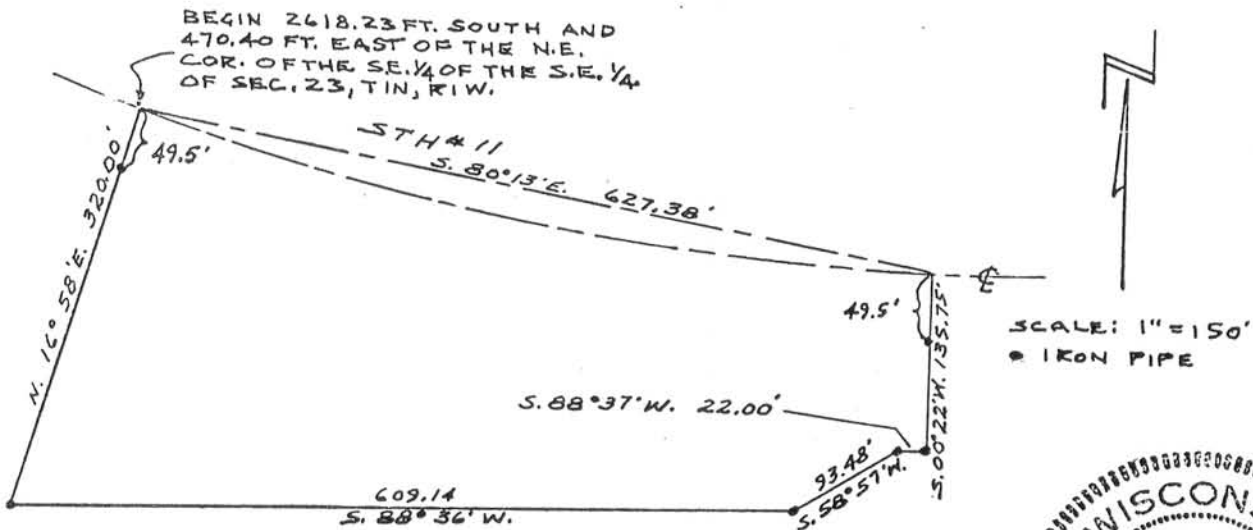 BEGIN 2618.23 FT. SOUTH AND
470.40 FT. EAST OF THE N.E.
COR. OF THE SE.¼ OF THE S.E.¼.
OF SEC. 23, T1N, R1W.
STH # 11
49.5'
S. 80°13'E. 627.38'
N. 16° 58'E. 320.00'
49.5'
S. 00°22'W. 135.75'
SCALE: 1" = 150'
IRON PIPE
S. 88°37'W. 22.00'
93.48'
S. 58°57'W.
609.14
S. 88°36'W.
WISCON